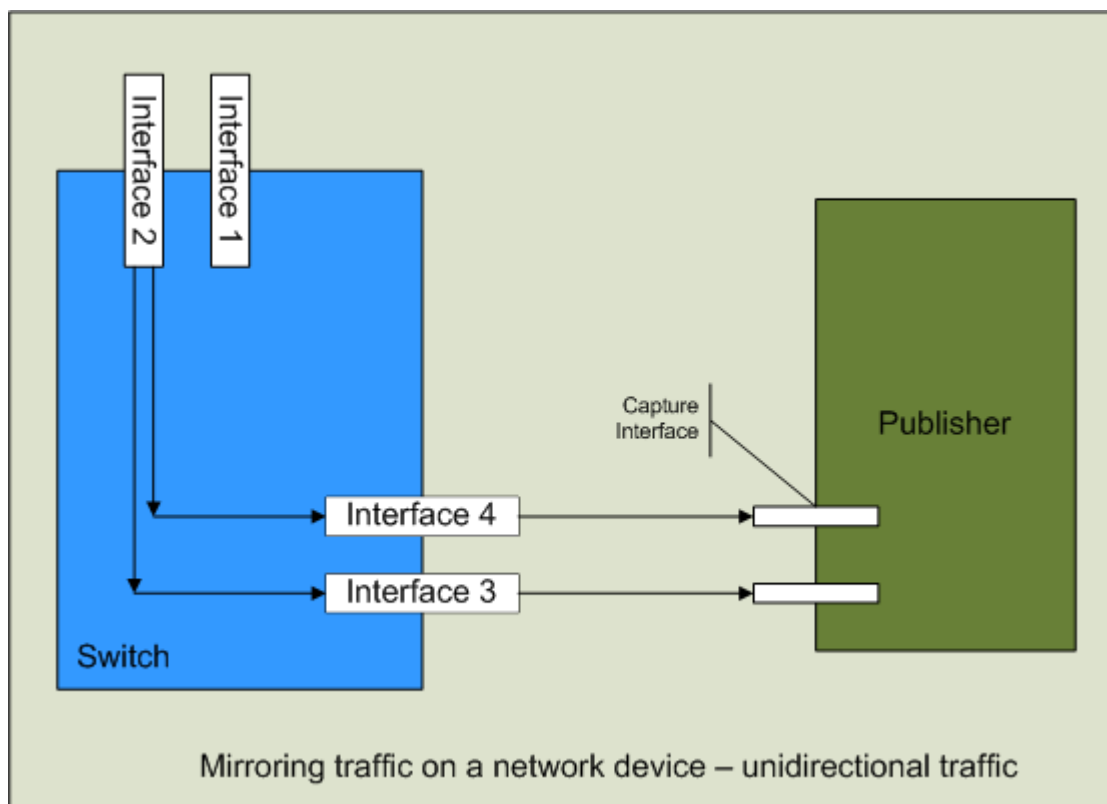 Interface 2
Interface 1
Capture
Interface
Publisher
Interface 4
Interface 3
Switch
Mirroring traffic on a network device – unidirectional traffic